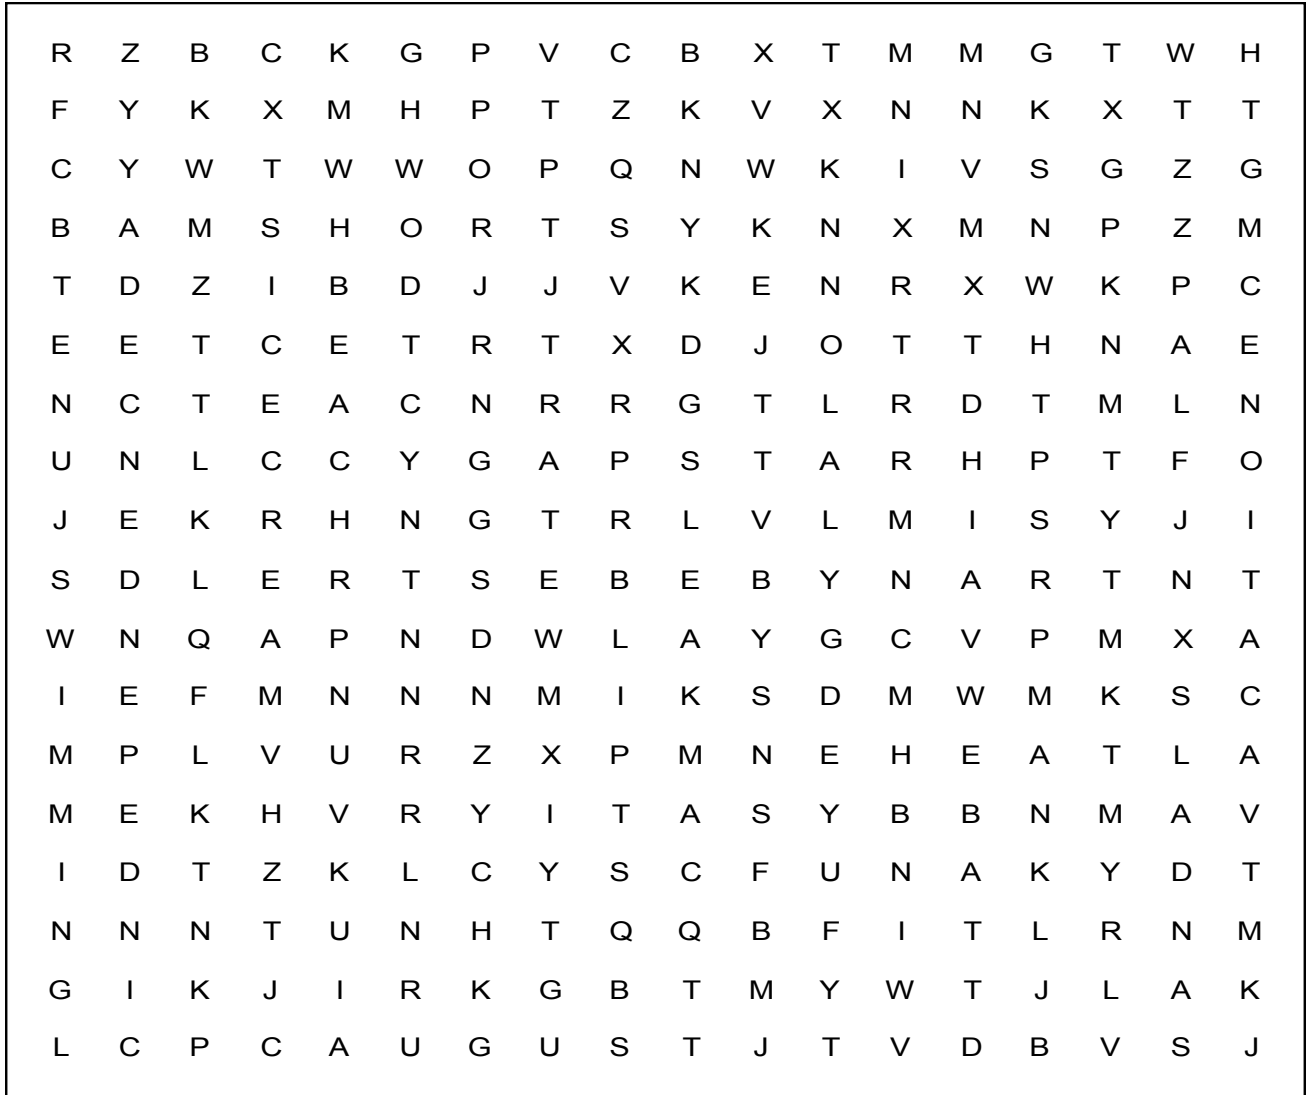 R Z B C K G P V C B X T M M G T W H
F Y K X M H P T Z K V X N N K X T T
C Y W T W W O P Q N W K I V S G Z G
B A M S H O R T S Y K N X M N P Z M
T D Z I B D J J V K E N R X W K P C
E E T C E T R T X D J O T T H N A E
N C T E A C N R R G T L R D T M L N
U N L C C Y G A P S T A R H P T F O
J E K R H N G T R L V L M I S Y J I
S D L E R T S E B E B Y N A R T N T
W N Q A P N D W L A Y G C V P M X A
I E F M N N N M I K S D M W M K S C
M P L V U R Z X P M N E H E A T L A
M E K H V R Y I T A S Y B B N M A V
I D T Z K L C Y S C F U N A K Y D T
N N N T U N H T Q Q B F I T L R N M
G I K J I R K G B T M Y W T J L A K
L C P C A U G U S T J T V D B V S J